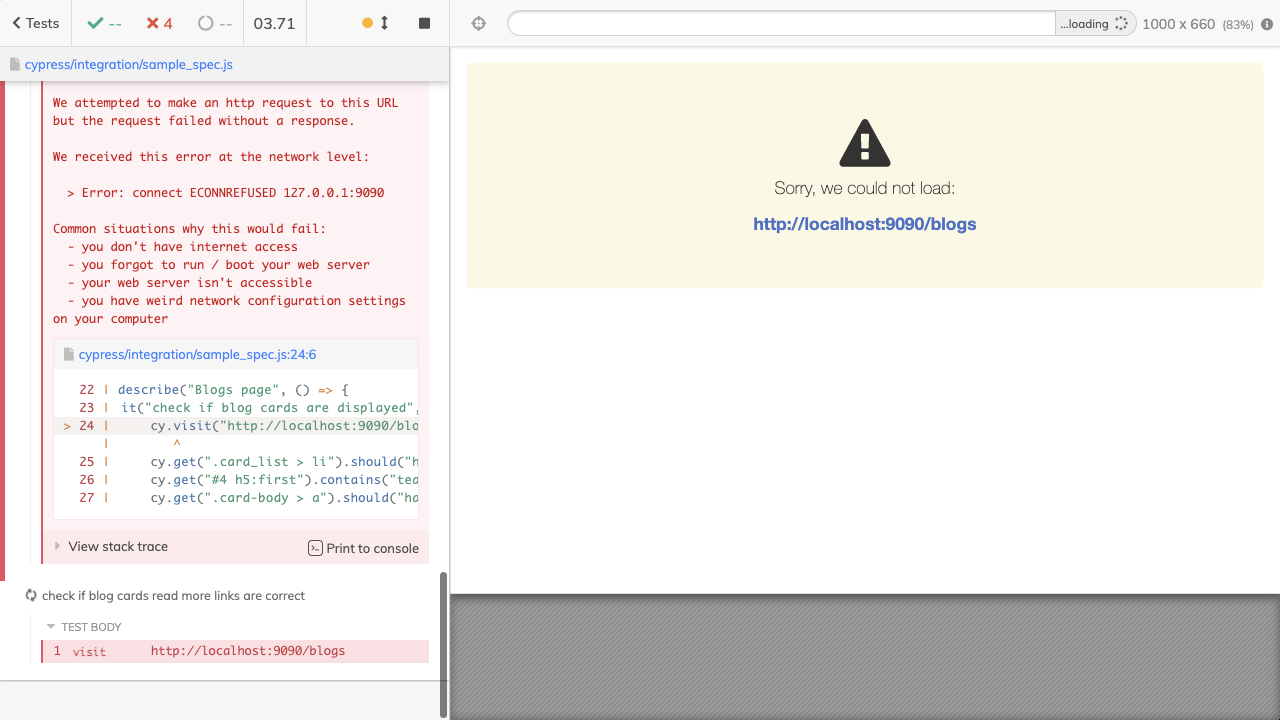 Tests
--
4
--
03.71
...loading
1000 x 660 (83%)
cypress/integration/sample_spec.js
We attempted to make an http request to this URL
but the request failed without a response.
We received this error at the network level:
> Error: connect ECONNREFUSED 127.0.0.1:9090
Common situations why this would fail:
- you don't have internet access
- you forgot to run / boot your web server
- your web server isn't accessible
- you have weird network configuration settings
on your computer
cypress/integration/sample_spec.js:24:6
22 | describe("Blogs page", () => {
23 | it("check if blog cards are displayed",
> 24 | cy.visit("http://localhost:9090/blo
| ^
25 | cy.get(".card_list > li").should("h
26 | cy.get("#4 h5:first").contains("tea
27 | cy.get(".card-body > a").should("ha
View stack trace
Print to console
check if blog cards read more links are correct
TEST BODY
1 visit http://localhost:9090/blogs
Sorry, we could not load:
http://localhost:9090/blogs